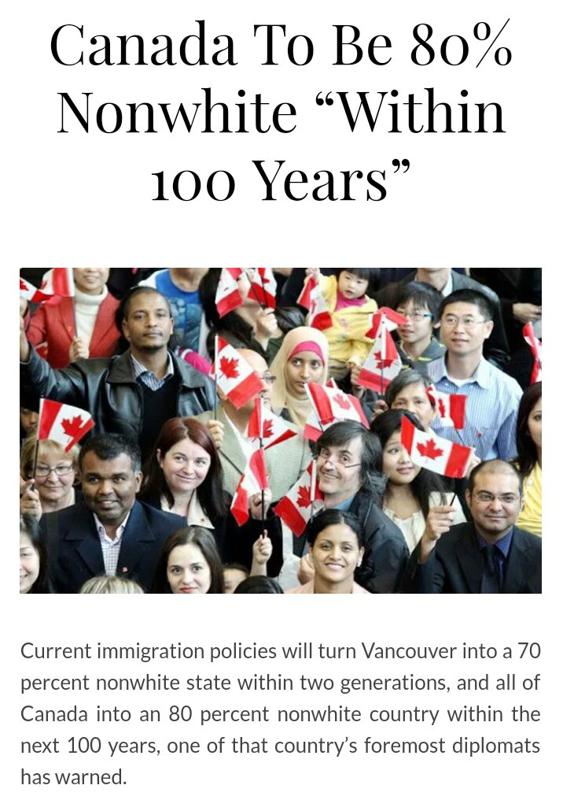 Canada To Be 80%
Nonwhite “Within
100 Years”
Current immigration policies will turn Vancouver into a 70
percent nonwhite state within two generations, and all of
Canada into an 80 percent nonwhite country within the
next 100 years, one of that country’s foremost diplomats
has warned.